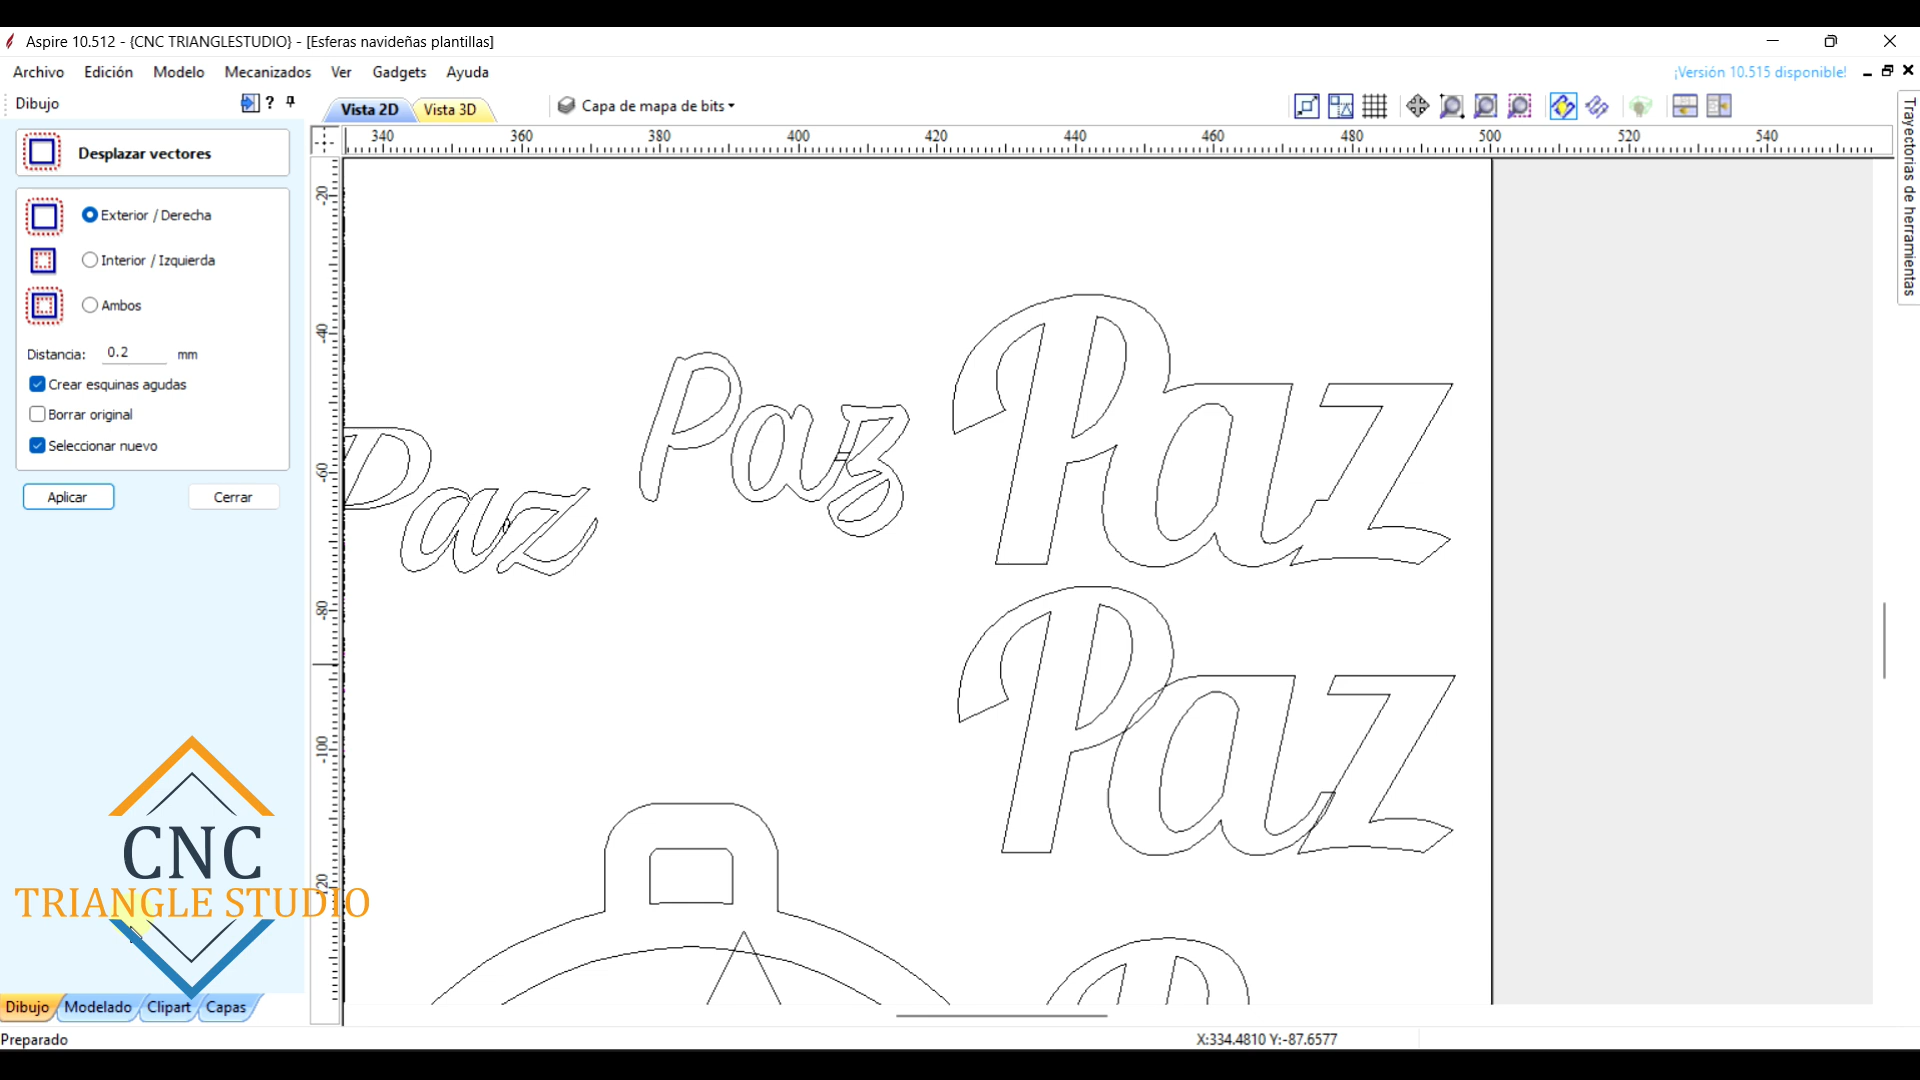 Aspire 10.512 - {CNC TRIANGLESTUDIO} - [Esferas navideñas plantillas]
Archivo Edición Modelo Mecanizados Ver Gadgets Ayuda
¡Versión 10.515 disponible!
Dibujo ?
Vista 2D Vista 3D Capa de mapa de bits
340 360 380 400 420 440 460 480 500 520 540
Desplazar vectores
Exterior / Derecha
Interior / Izquierda
Ambos
Distancia: 0.2 mm
Crear esquinas agudas
Borrar original
Seleccionar nuevo
Aplicar Cerrar
-20
-40
-60
-80
-100
-120
Paz
Paz
Paz
Paz
CNC
TRIANGLE STUDIO
Dibujo Modelado Clipart Capas
Preparado
X:334.4810 Y:-87.6577
Trayectorias de herramientas